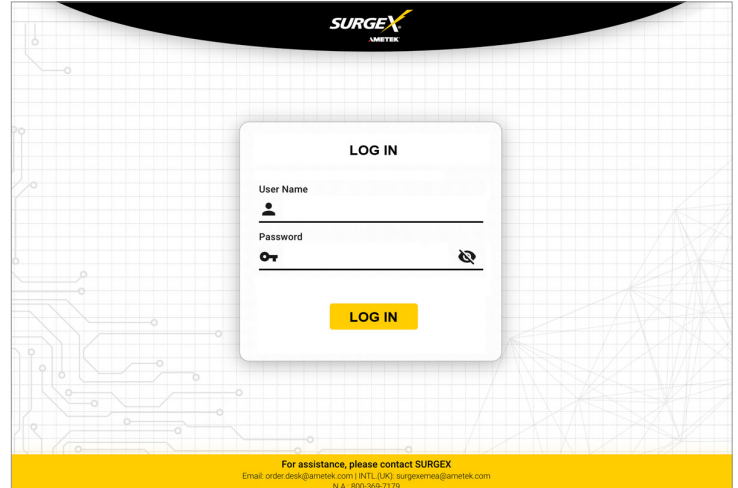 SURGEX
AMETEK
LOG IN
User Name
Password
LOG IN
For assistance, please contact SURGEX
Email: order.desk@ametek.com | INTL.(UK): surgexemea@ametek.com
N.A.: 800-369-7179